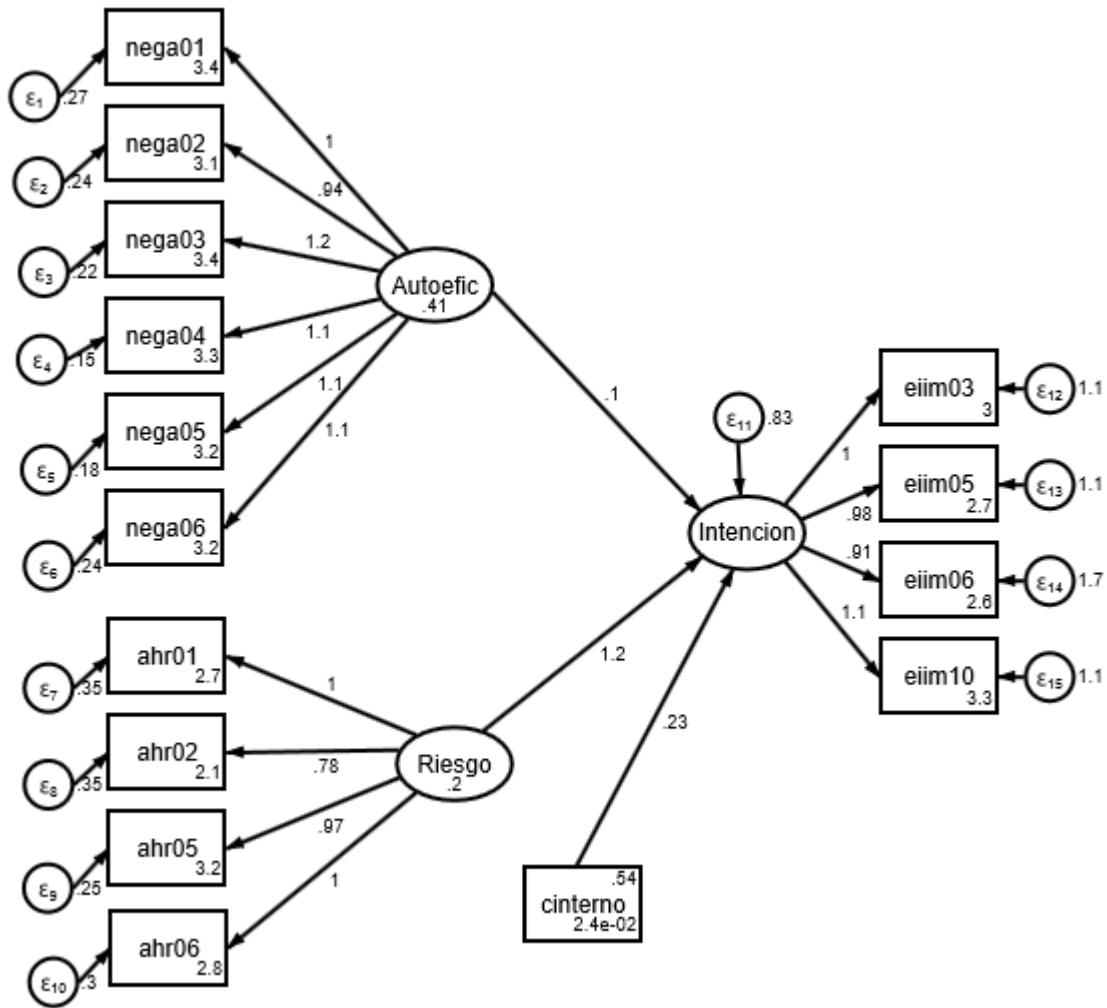 nega01
3.4
ε1
.27
nega02
3.1
ε2
.24
nega03
3.4
ε3
.22
nega04
3.3
ε4
.15
nega05
3.2
ε5
.18
nega06
3.2
ε6
.24
1
.94
1.2
1.1
1.1
1.1
Autoefic
.41
.1
ahr01
2.7
ε7
.35
ahr02
2.1
ε8
.35
ahr05
3.2
ε9
.25
ahr06
2.8
ε10
.3
1
.78
.97
1
Riesgo
.2
1.2
.54
cinterno
2.4e-02
.23
ε11
.83
Intencion
1
.98
.91
1.1
eiim03
3
ε12
1.1
eiim05
2.7
ε13
1.1
eiim06
2.6
ε14
1.7
eiim10
3.3
ε15
1.1